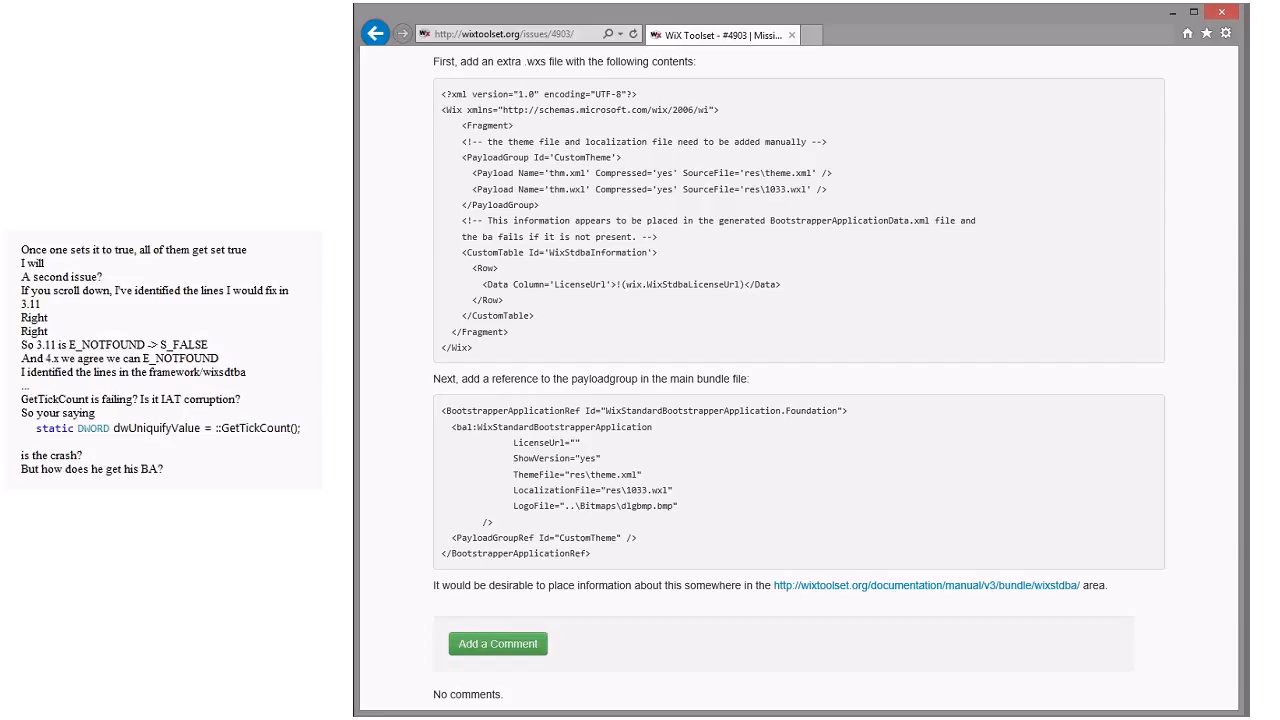 Once one sets it to true, all of them get set true
I will
A second issue?
If you scroll down, I've identified the lines I would fix in
3.11
Right
Right
So 3.11 is E_NOTFOUND -> S_FALSE
And 4.x we agree we can E_NOTFOUND
I identified the lines in the framework/wixsdtba
...
GetTickCount is failing? Is it IAT corruption?
So your saying
static DWORD dwUniquifyValue = ::GetTickCount();
is the crash?
But how does he get his BA?
http://wixtoolset.org/issues/4903/
WiX Toolset - #4903 | Missi...
First, add an extra .wxs file with the following contents:
<?xml version="1.0" encoding="UTF-8"?>
<Wix xmlns="http://schemas.microsoft.com/wix/2006/wi">
<Fragment>
<!-- the theme file and localization file need to be added manually -->
<PayloadGroup Id='CustomTheme'>
<Payload Name='thm.xml' Compressed='yes' SourceFile='res\theme.xml' />
<Payload Name='thm.wxl' Compressed='yes' SourceFile='res\1033.wxl' />
</PayloadGroup>
<!-- This information appears to be placed in the generated BootstrapperApplicationData.xml file and
the ba fails if it is not present. -->
<CustomTable Id='WixStdbaInformation'>
<Row>
<Data Column='LicenseUrl'>!(wix.WixStdbaLicenseUrl)</Data>
</Row>
</CustomTable>
</Fragment>
</Wix>
Next, add a reference to the payloadgroup in the main bundle file:
<BootstrapperApplicationRef Id="WixStandardBootstrapperApplication.Foundation">
<bal:WixStandardBootstrapperApplication
LicenseUrl=""
ShowVersion="yes"
ThemeFile="res\theme.xml"
LocalizationFile="res\1033.wxl"
LogoFile="..\Bitmaps\dlgbmp.bmp"
/>
<PayloadGroupRef Id="CustomTheme" />
</BootstrapperApplicationRef>
It would be desirable to place information about this somewhere in the http://wixtoolset.org/documentation/manual/v3/bundle/wixstdba/ area.
Add a Comment
No comments.